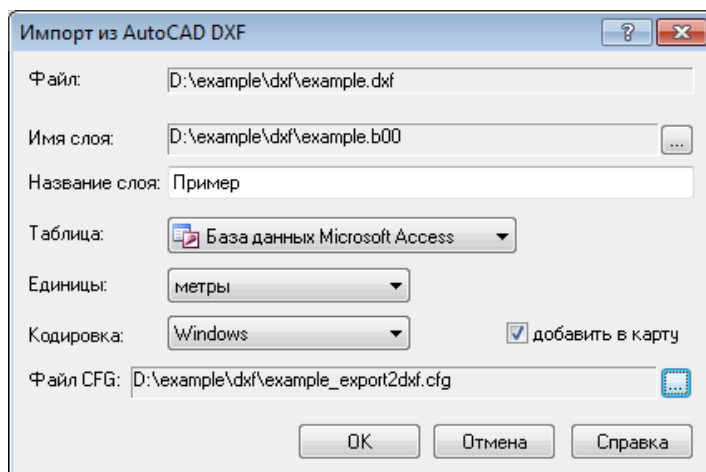 Импорт из AutoCAD DXF
Файл: D:\example\dxf\example.dxf
Имя слоя: D:\example\dxf\example.b00 ...
Название слоя: Пример
Таблица: База данных Microsoft Access
Единицы: метры
Кодировка: Windows добавить в карту
Файл CFG: D:\example\dxf\example_export2dxf.cfg ...
OK Отмена Справка